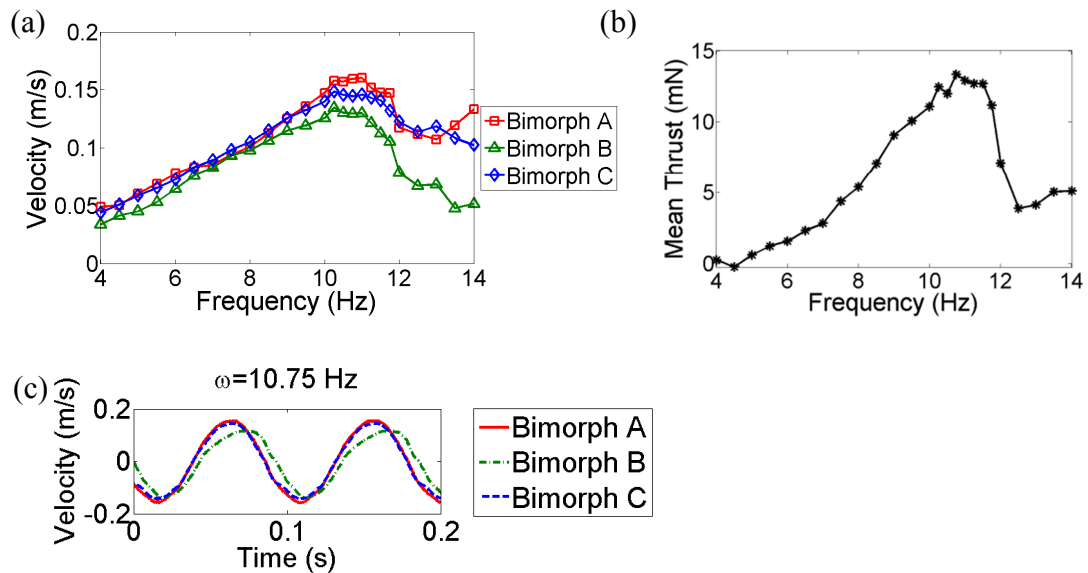 (a)
0.2
0.15
0.1
0.05
0
Velocity (m/s)
4 6 8 10 12 14
Frequency (Hz)
Bimorph A
Bimorph B
Bimorph C
(b)
15
10
5
0
Mean Thrust (mN)
4 6 8 10 12 14
Frequency (Hz)
(c)
ω=10.75 Hz
0.2
0
-0.2
Velocity (m/s)
0 0.1 0.2
Time (s)
Bimorph A
Bimorph B
Bimorph C